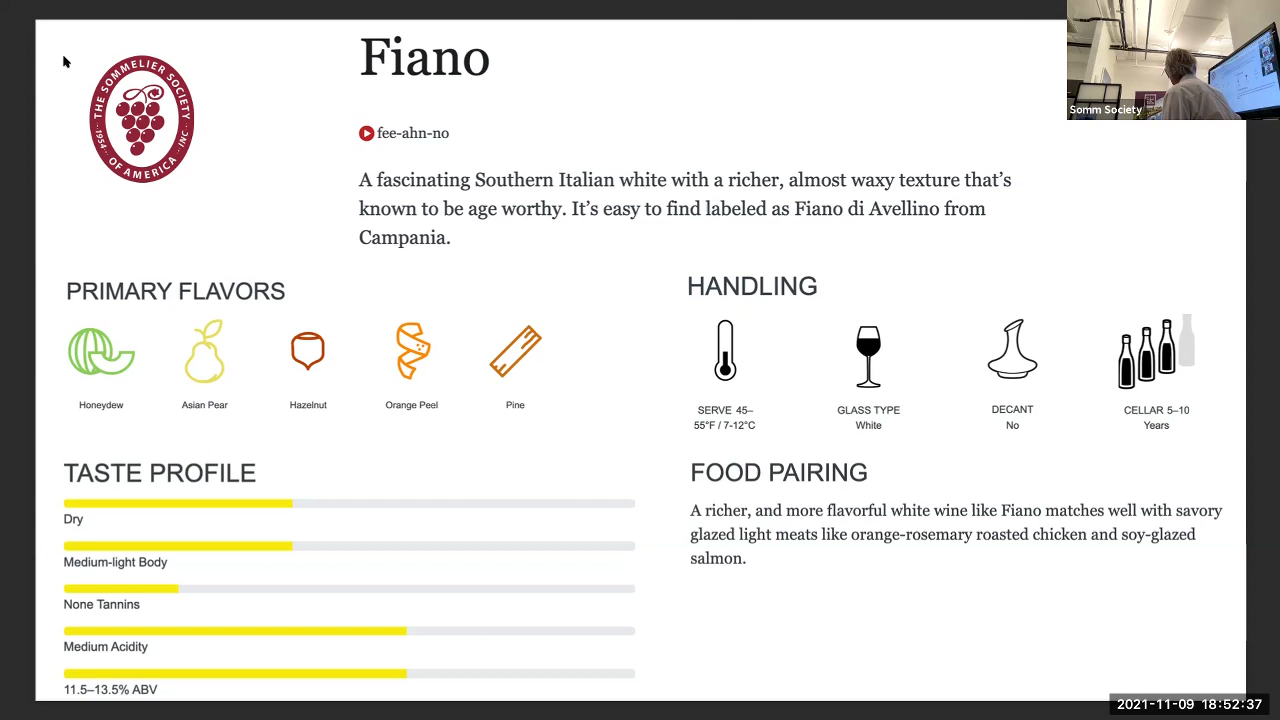 Fiano
THE SOMMELIER SOCIETY
OF AMERICA
1954
INC
Somm Society
fee-ahn-no
A fascinating Southern Italian white with a richer, almost waxy texture that's
known to be age worthy. It's easy to find labeled as Fiano di Avellino from
Campania.
PRIMARY FLAVORS
Honeydew
Asian Pear
Hazelnut
Orange Peel
Pine
HANDLING
SERVE 45–
55°F / 7-12°C
GLASS TYPE
White
DECANT
No
CELLAR 5–10
Years
TASTE PROFILE
Dry
Medium-light Body
None Tannins
Medium Acidity
11.5–13.5% ABV
FOOD PAIRING
A richer, and more flavorful white wine like Fiano matches well with savory
glazed light meats like orange-rosemary roasted chicken and soy-glazed
salmon.
2021-11-09 18:52:37